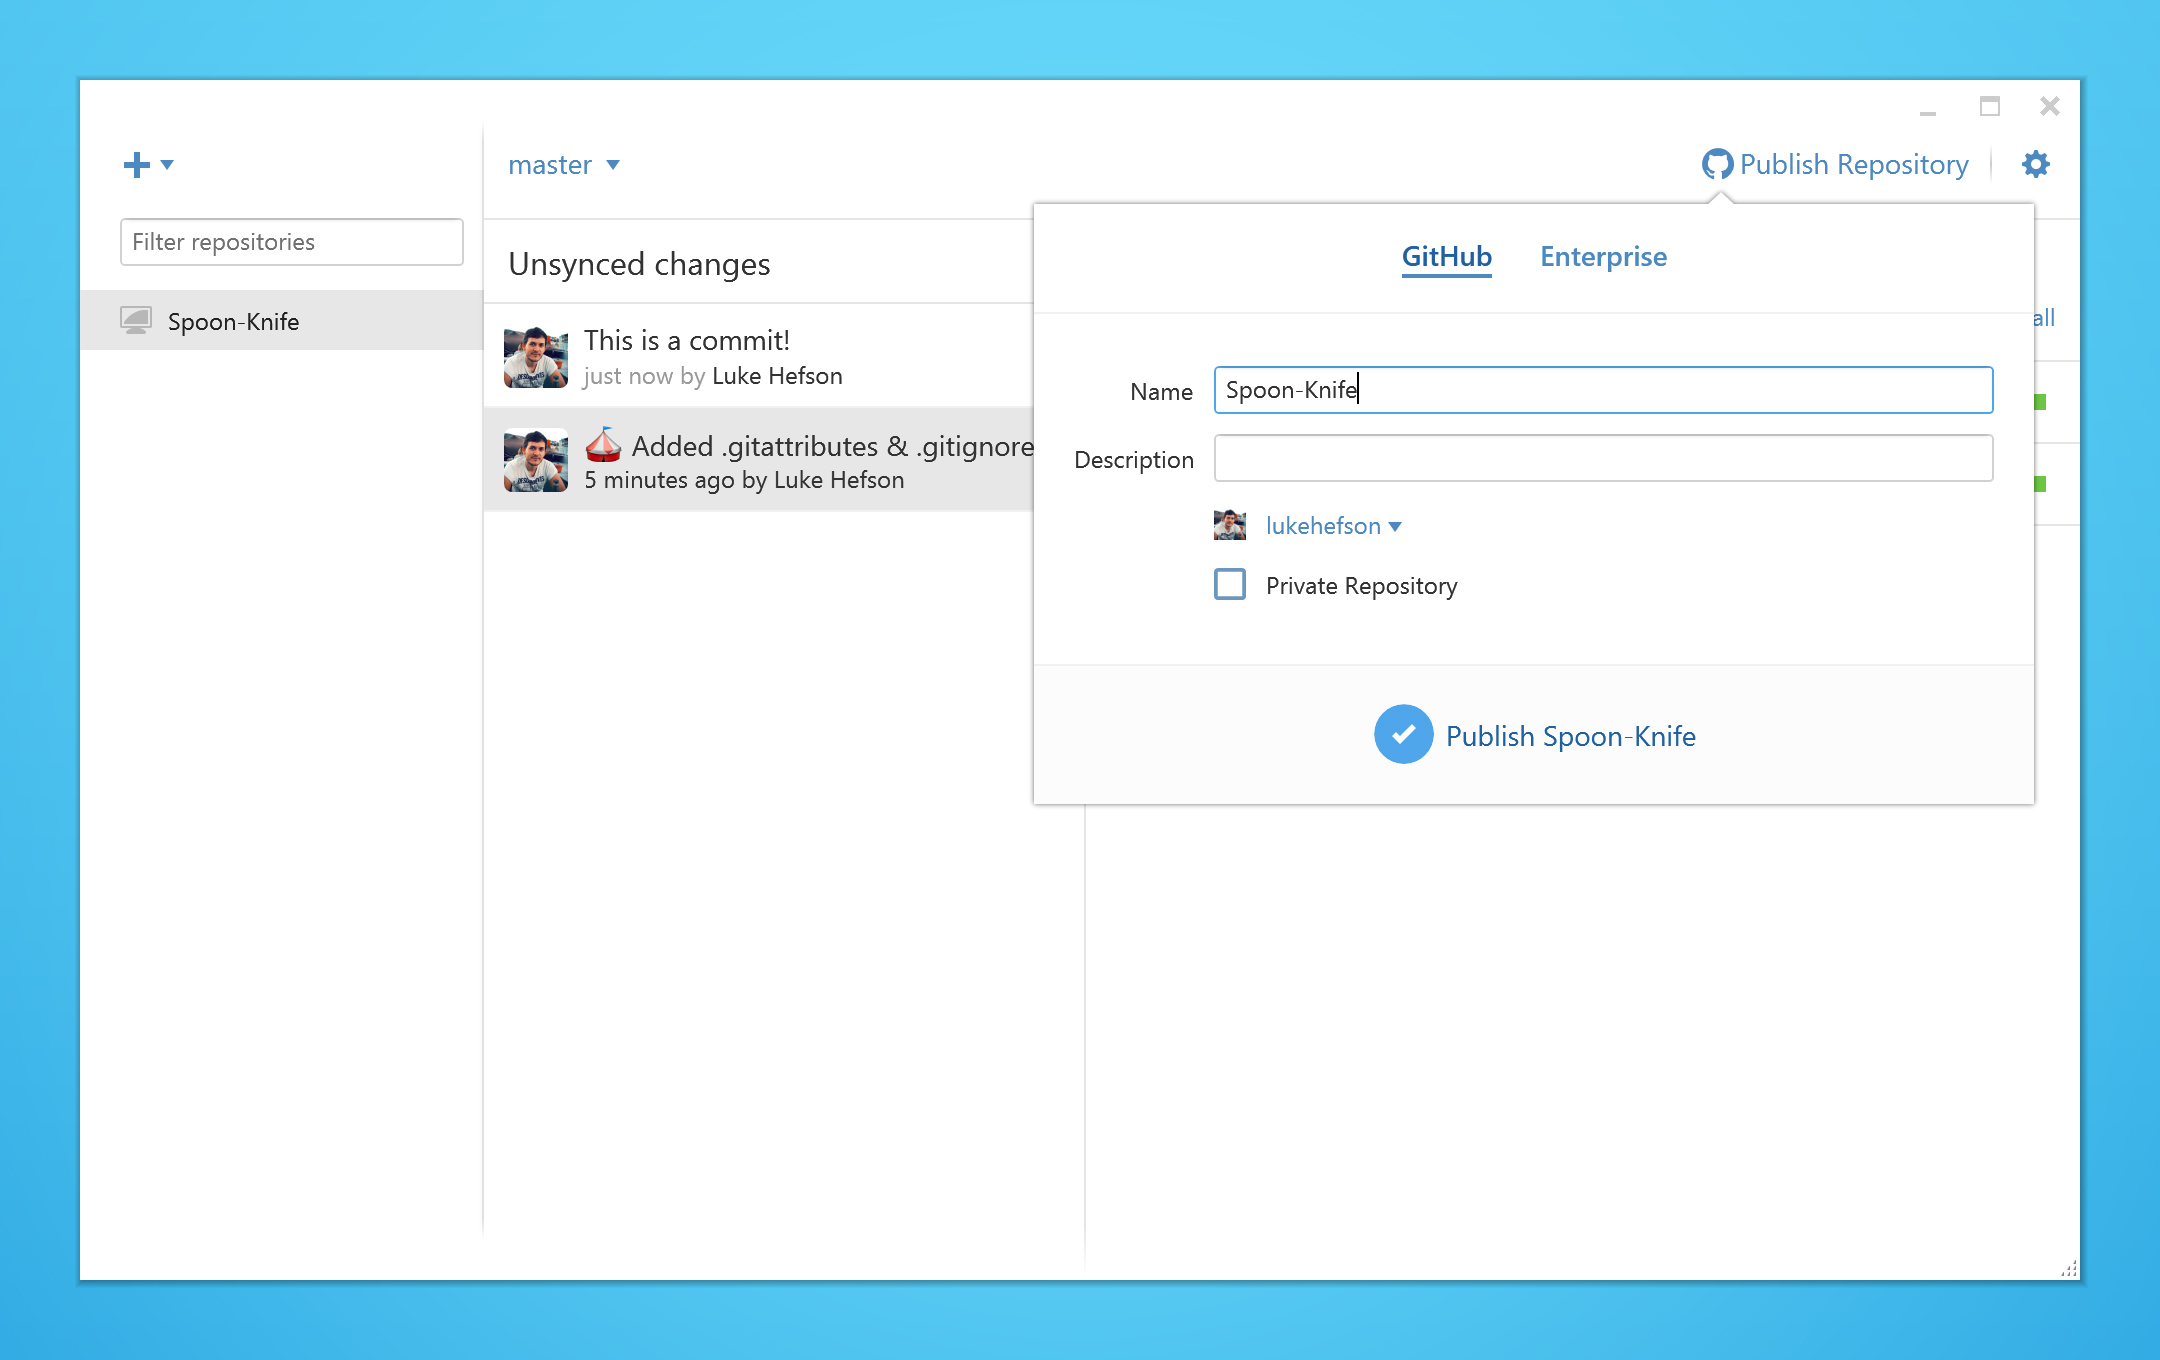 master
Publish Repository
Filter repositories
Spoon-Knife
Unsynced changes
This is a commit!
just now by Luke Hefson
Added .gitattributes & .gitignore
5 minutes ago by Luke Hefson
GitHub
Enterprise
all
Name
Spoon-Knife
Description
lukehefson
Private Repository
Publish Spoon-Knife